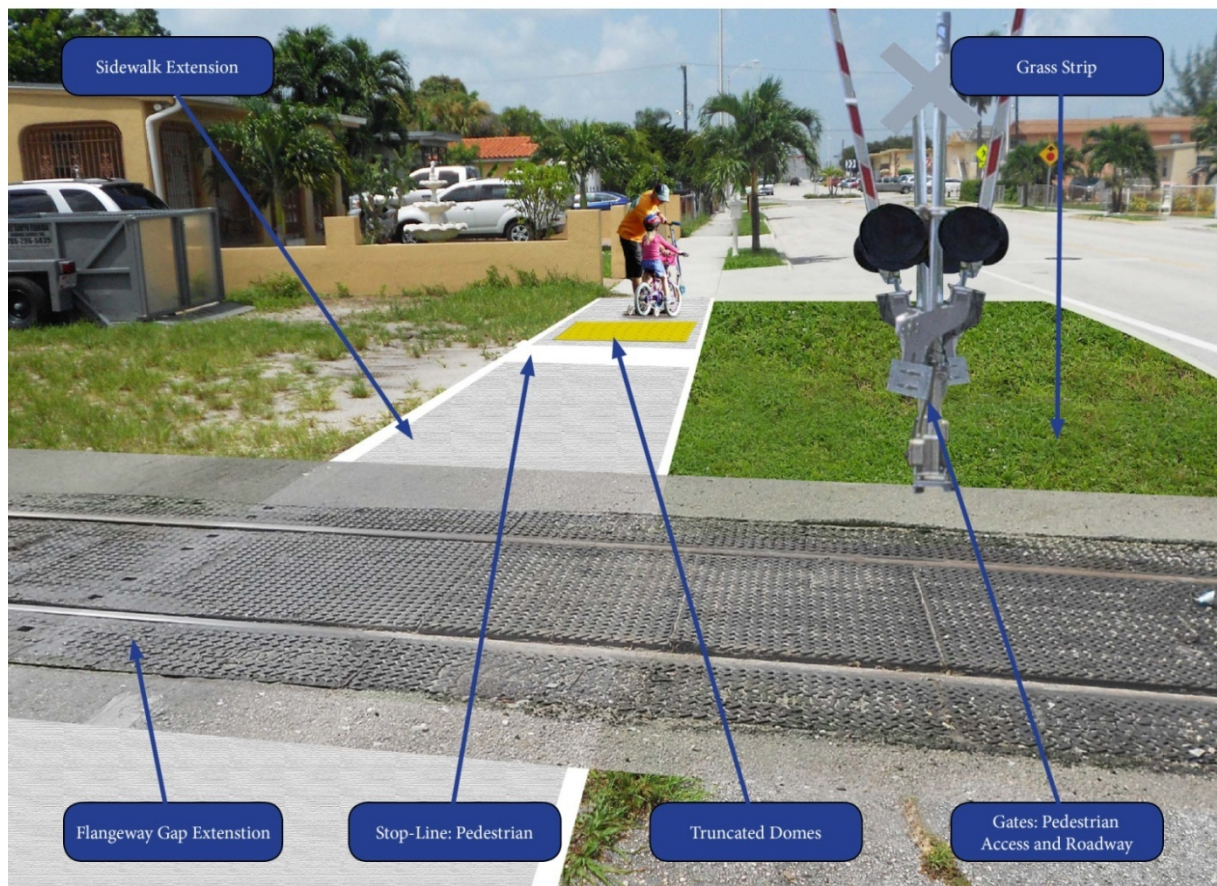 Sidewalk Extension
Grass Strip
Flangeway Gap Extenstion
Stop-Line: Pedestrian
Truncated Domes
Gates: Pedestrian
Access and Roadway